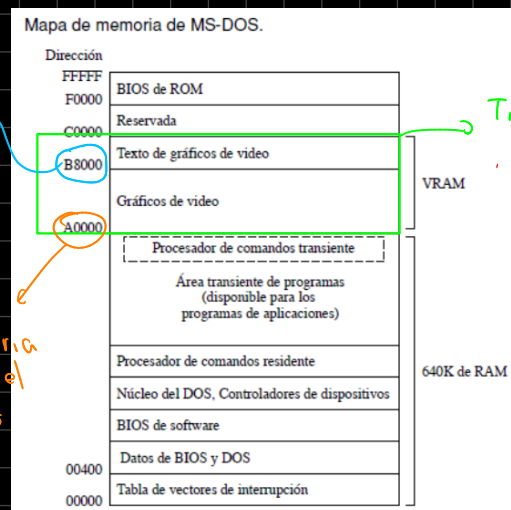 Mapa de memoria de MS-DOS.
Dirección
FFFFF
BIOS de ROM
F0000
Reservada
C0000
Texto de gráficos de video
B8000
VRAM
Gráficos de video
A0000
Procesador de comandos transiente
Área transiente de programas
(disponible para los
programas de aplicaciones)
Procesador de comandos residente
640K de RAM
Núcleo del DOS, Controladores de dispositivos
BIOS de software
Datos de BIOS y DOS
00400
Tabla de vectores de interrupción
00000